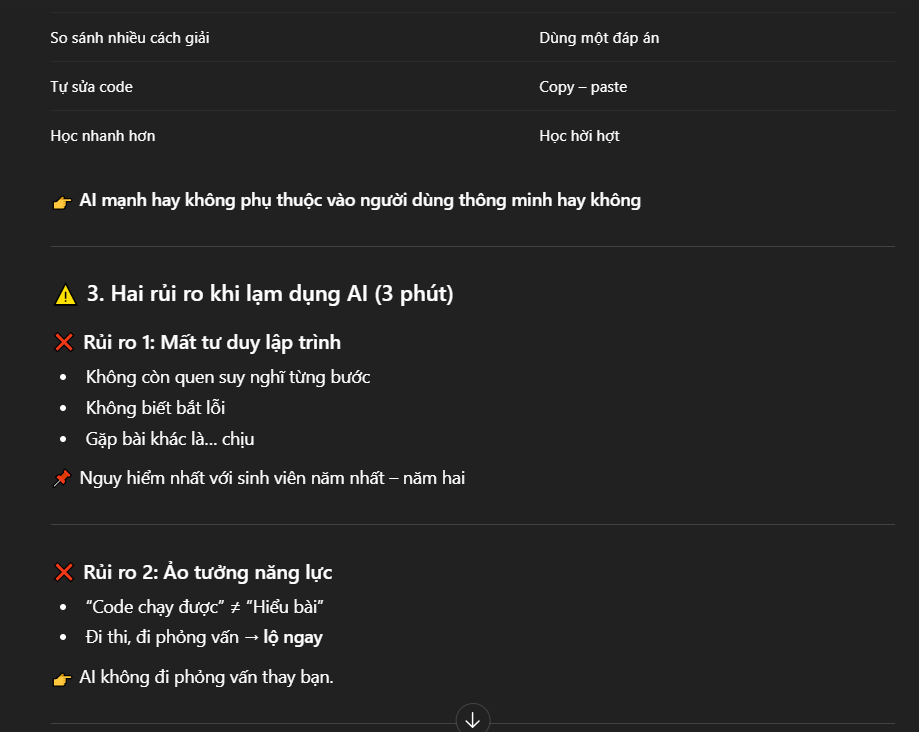 So sánh nhiều cách giải Dùng một đáp án
Tự sửa code Copy – paste
Học nhanh hơn Học hời hợt
👉 AI mạnh hay không phụ thuộc vào người dùng thông minh hay không
⚠️ 3. Hai rủi ro khi lạm dụng AI (3 phút)
❌ Rủi ro 1: Mất tư duy lập trình
• Không còn quen suy nghĩ từng bước
• Không biết bắt lỗi
• Gặp bài khác là... chịu
📌 Nguy hiểm nhất với sinh viên năm nhất – năm hai
❌ Rủi ro 2: Ảo tưởng năng lực
• “Code chạy được” ≠ “Hiểu bài”
• Đi thi, đi phỏng vấn → lộ ngay
👉 AI không đi phỏng vấn thay bạn.